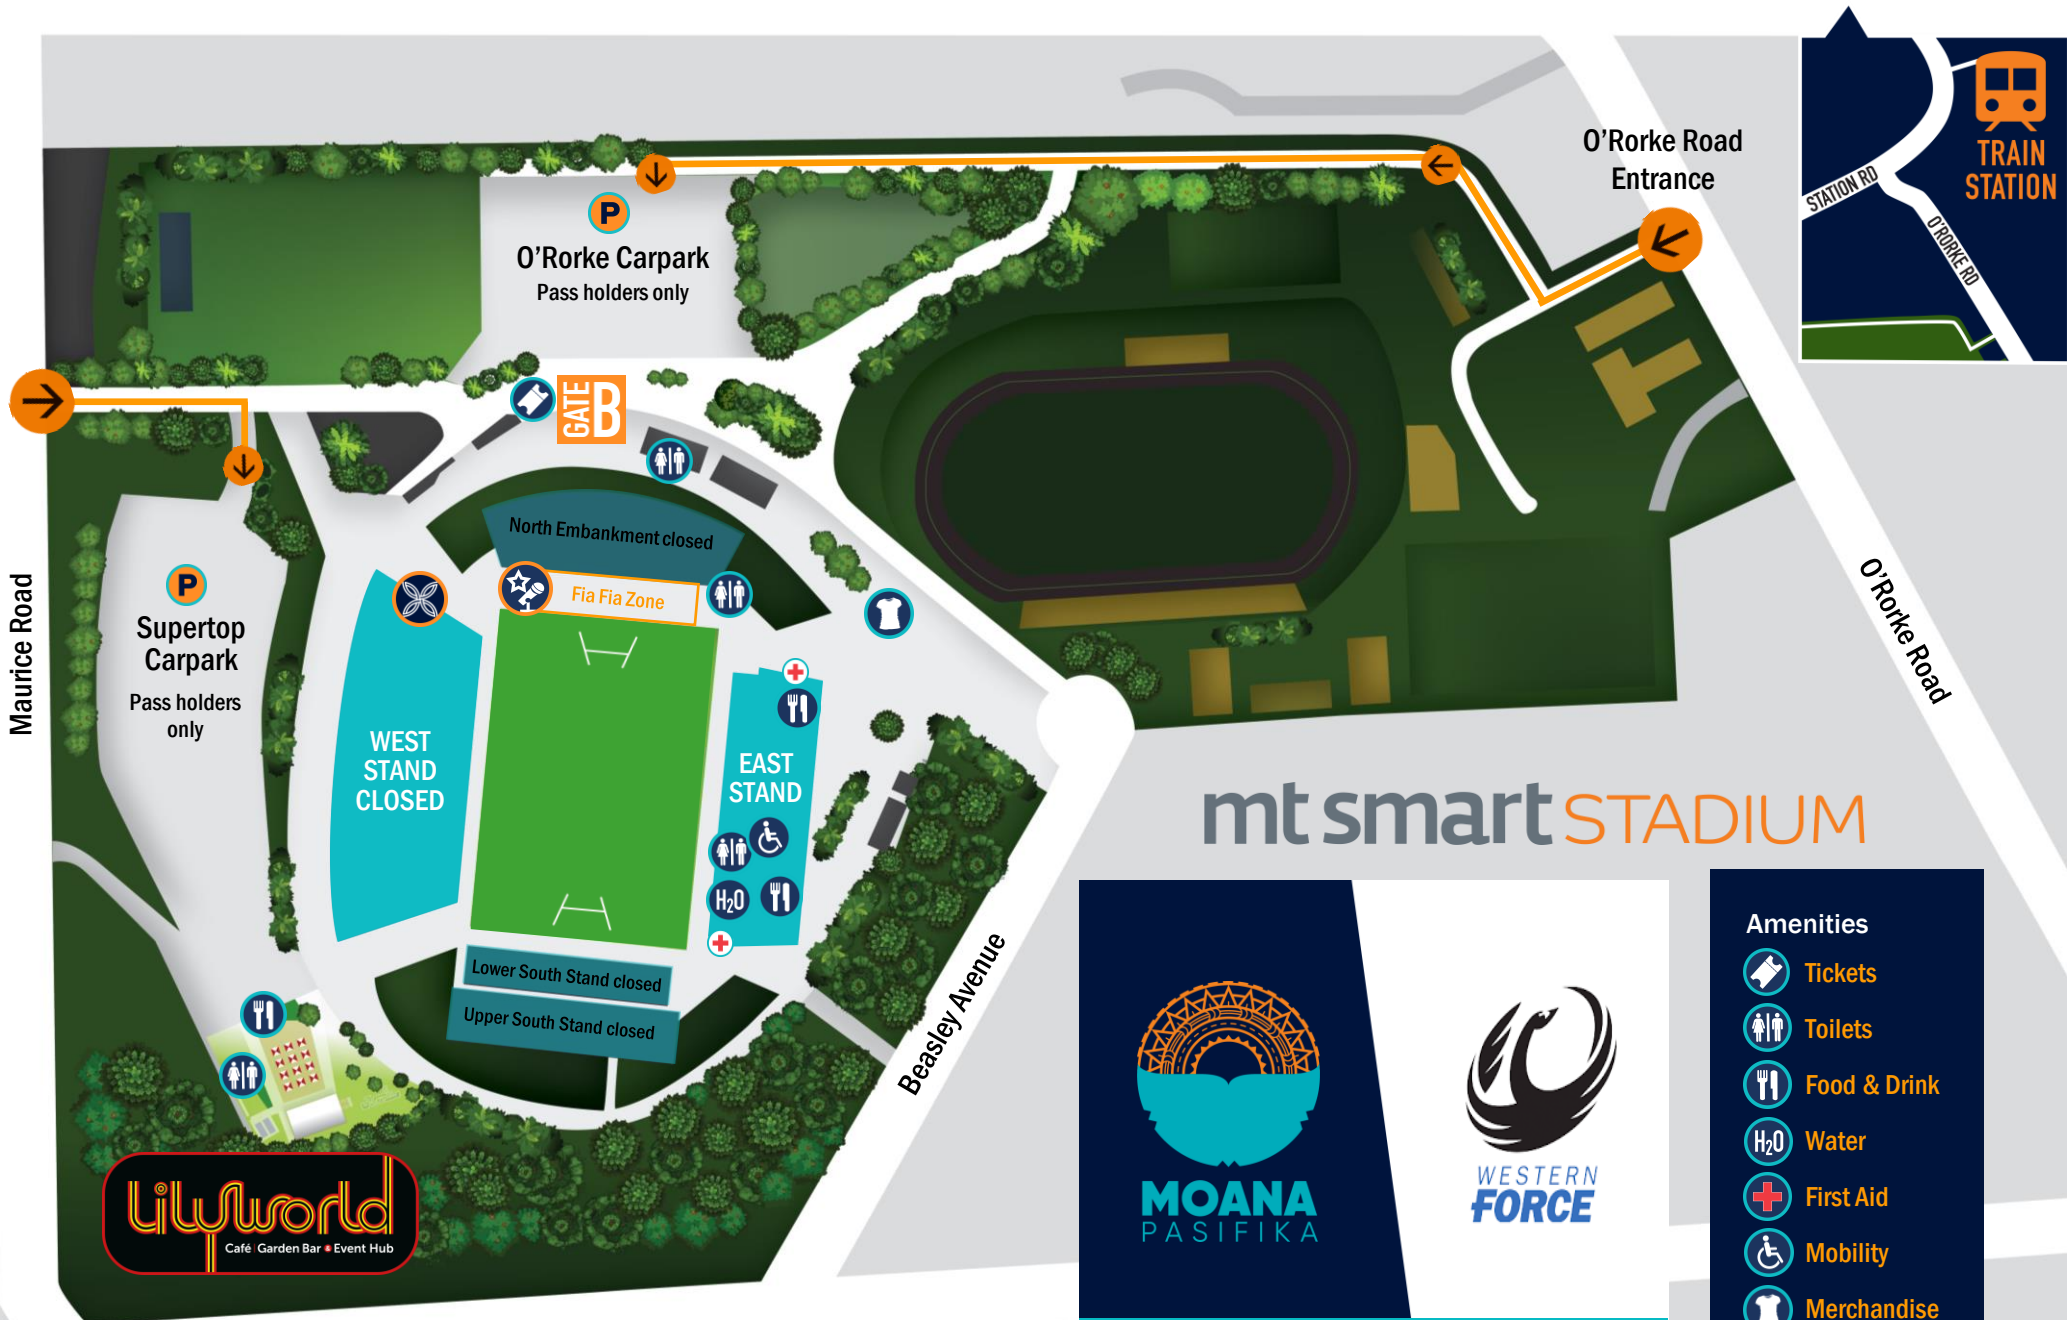 O'Rorke Road
Entrance
TRAIN
STATION
STATION RD
O'RORKE RD
P
O'Rorke Carpark
Pass holders only
GATE
B
North Embankment closed
Fia Fia Zone
Maurice Road
P
Supertop
Carpark
Pass holders
only
WEST
STAND
CLOSED
EAST
STAND
H₂O
O'Rorke Road
mt smart STADIUM
Lower South Stand closed
Upper South Stand closed
Beasley Avenue
Lilyworld
Café Garden Bar & Event Hub
MOANA
PASIFIKA
WESTERN
FORCE
Amenities
Tickets
Toilets
Food & Drink
H₂O Water
First Aid
Mobility
Merchandise